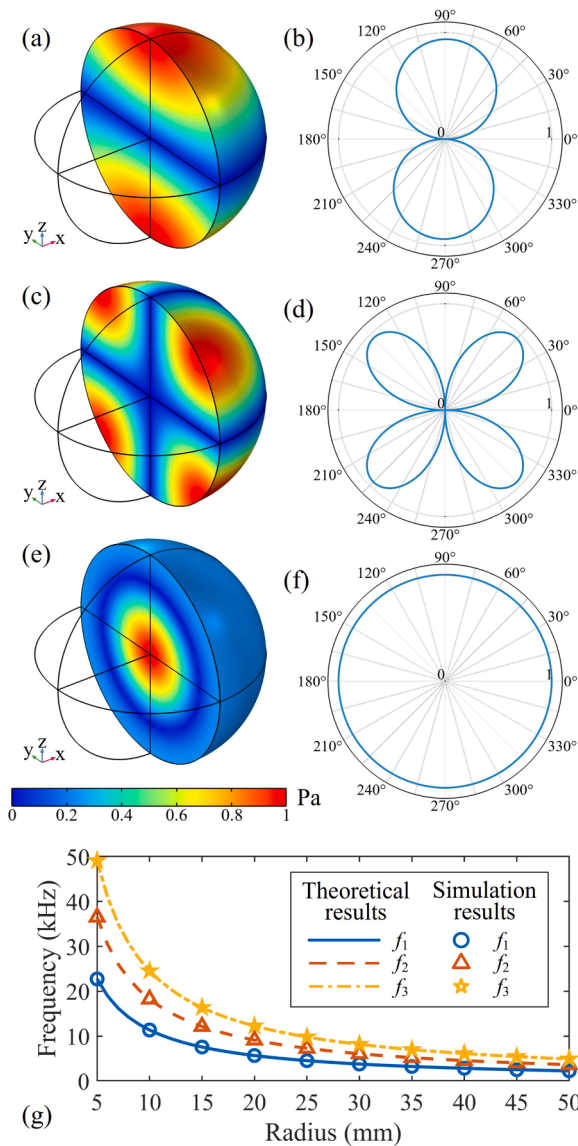 (a)
y z x
(b)
90°
120° 60°
150° 30°
180° 0 1 0°
210° 330°
240° 300°
270°
(c)
y z x
(d)
90°
120° 60°
150° 30°
180° 0 1 0°
210° 330°
240° 300°
270°
(e)
y z x
(f)
90°
120° 60°
150° 30°
180° 0 1 0°
210° 330°
240° 300°
270°
Pa
0 0.2 0.4 0.6 0.8 1
50
40
30
20
10
0
Frequency (kHz)
Theoretical Simulation
results results
f1 f1
f2 f2
f3 f3
5 10 15 20 25 30 35 40 45 50
Radius (mm)
(g)